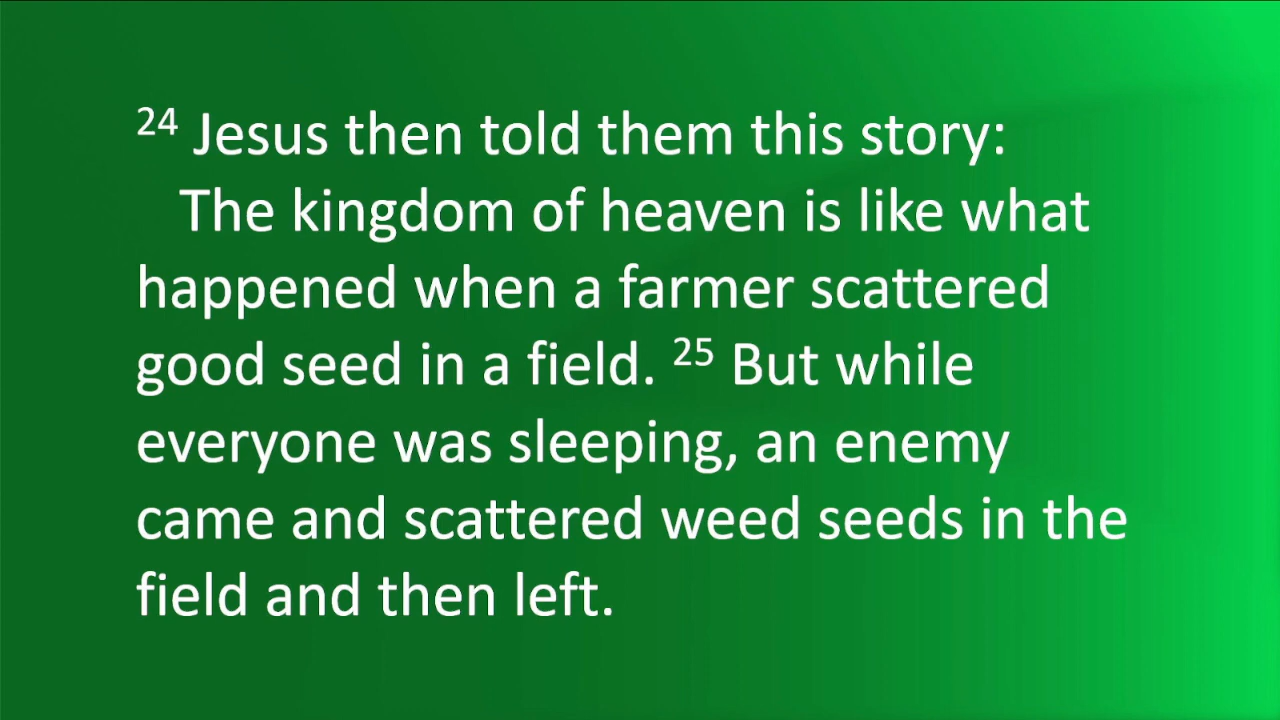 24 Jesus then told them this story:
The kingdom of heaven is like what
happened when a farmer scattered
good seed in a field. 25 But while
everyone was sleeping, an enemy
came and scattered weed seeds in the
field and then left.